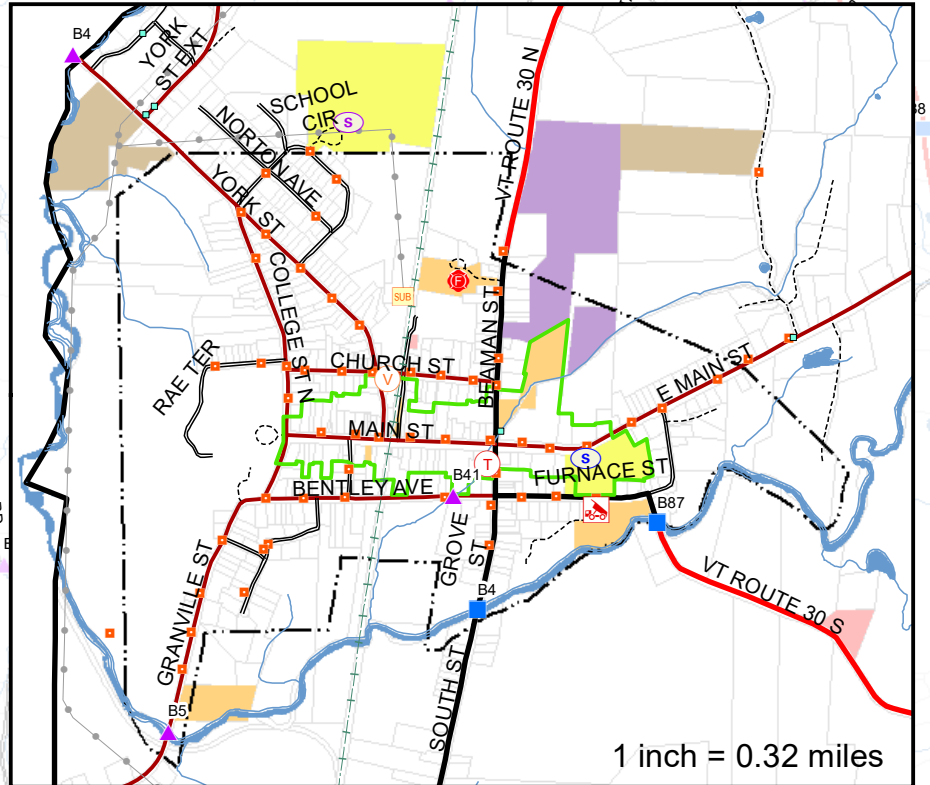 B4
YORK
ST EXT
SCHOOL
CIR
S
NORTON AVE
VT ROUTE 30 N
38
YORK ST
COLLEGE ST N
F
SUB
BEAMAN ST
RAE TER
CHURCH ST
V
E MAIN ST
MAIN ST
T
S
B41
FURNACE ST
BENTLEY AVE
B87
E
GROVE
ST
B4
VT ROUTE 30 S
GRANVILLE ST
SOUTH ST
B5
1 inch = 0.32 miles